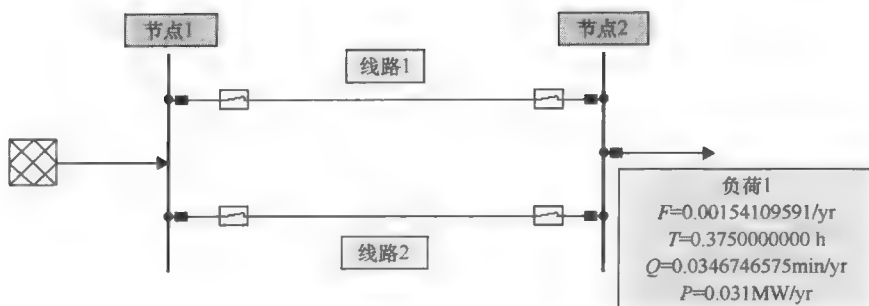 节点1
节点2
线路1
线路2
负荷1
F=0.00154109591/yr
T=0.3750000000 h
Q=0.0346746575min/yr
P=0.031MW/yr